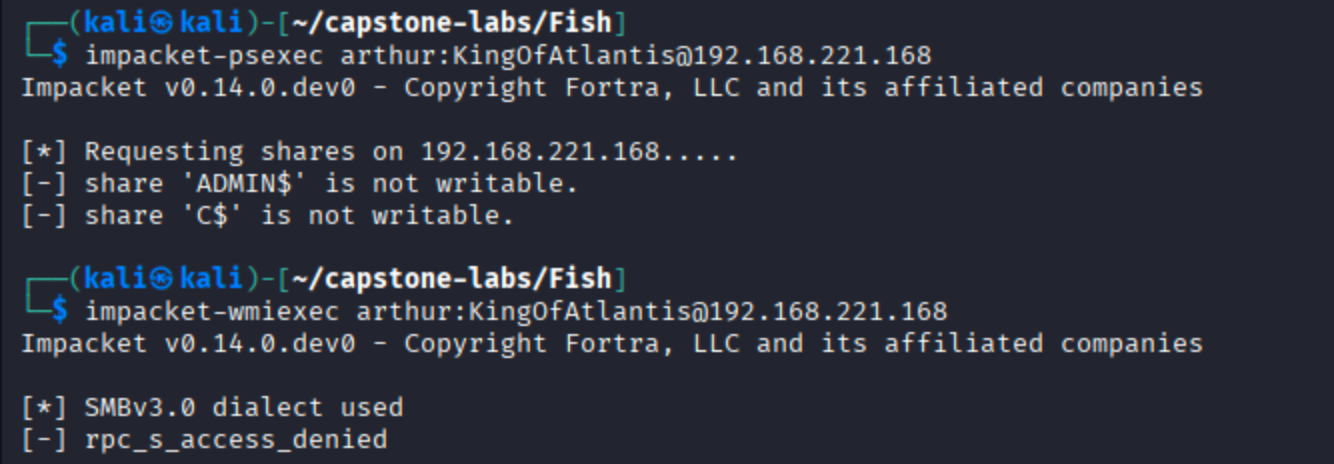 ┌──(kali㉿kali)-[~/capstone-labs/Fish]
└─$ impacket-psexec arthur:KingOfAtlantis@192.168.221.168
Impacket v0.14.0.dev0 - Copyright Fortra, LLC and its affiliated companies
[*] Requesting shares on 192.168.221.168.....
[-] share 'ADMIN$' is not writable.
[-] share 'C$' is not writable.
┌──(kali㉿kali)-[~/capstone-labs/Fish]
└─$ impacket-wmiexec arthur:KingOfAtlantis@192.168.221.168
Impacket v0.14.0.dev0 - Copyright Fortra, LLC and its affiliated companies
[*] SMBv3.0 dialect used
[-] rpc_s_access_denied